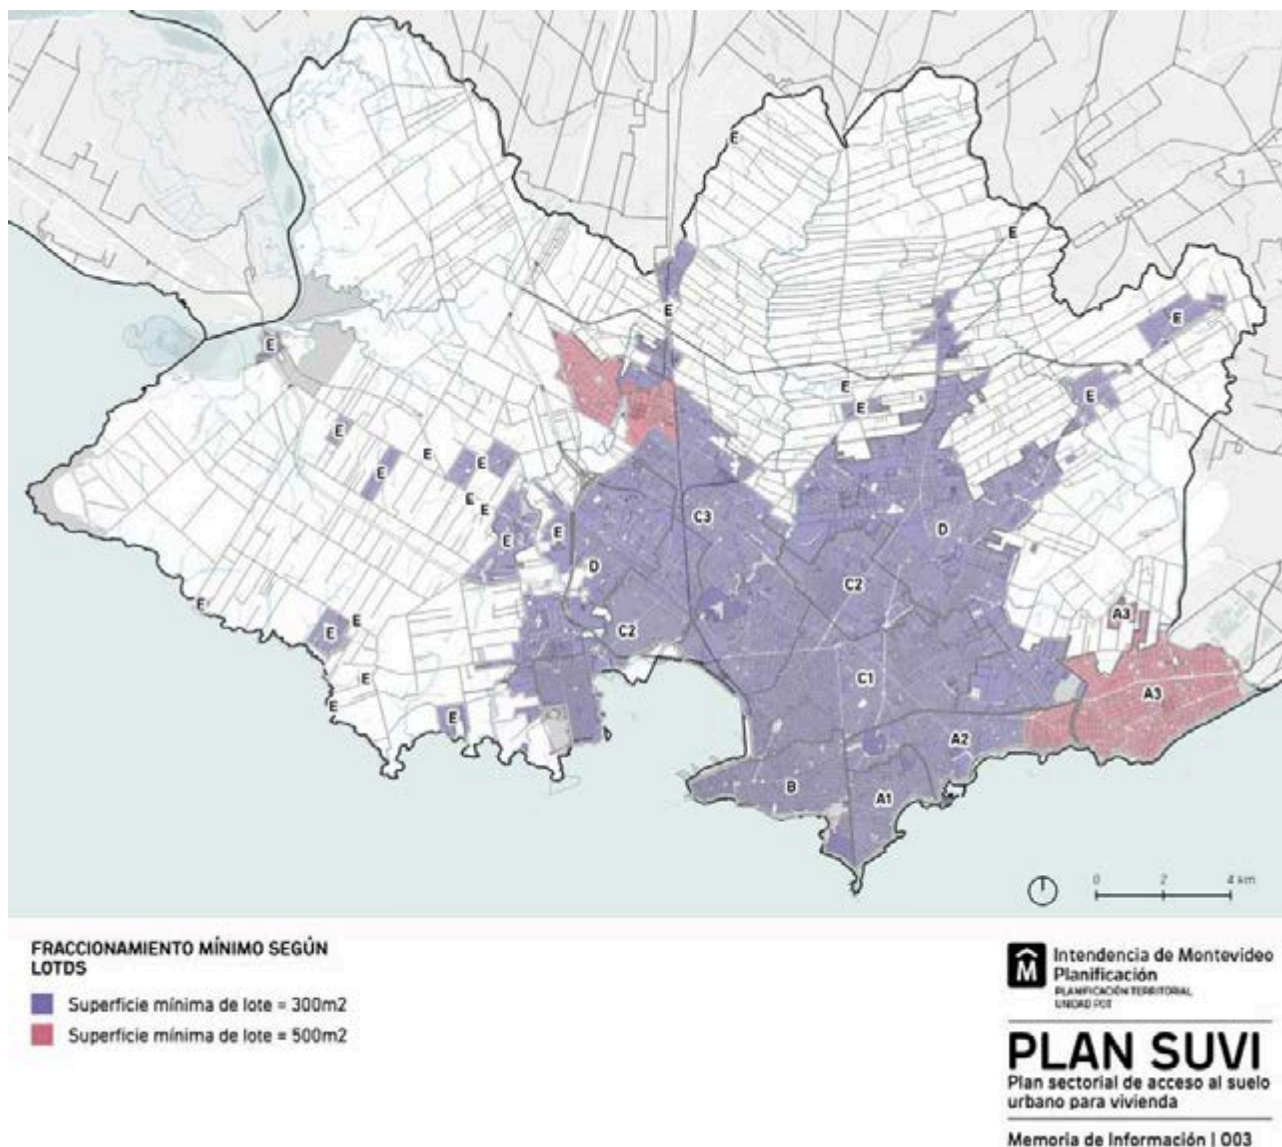 E
E
E
E
E
E
E
E
E
E
E
E
E
E
C3
E
E
D
D
C2
A3
E
E
E
C2
E
C1
A3
E
E
A2
B
A1
0 2 4 km
FRACCIONAMIENTO MÍNIMO SEGÚN
LOTDS
Superficie mínima de lote = 300m2
Superficie mínima de lote = 500m2
Intendencia de Montevideo
Planificación
PLANIFICACIÓN TERRITORIAL
UNIDAD POT
PLAN SUVI
Plan sectorial de acceso al suelo
urbano para vivienda
Memoria de Información | 003